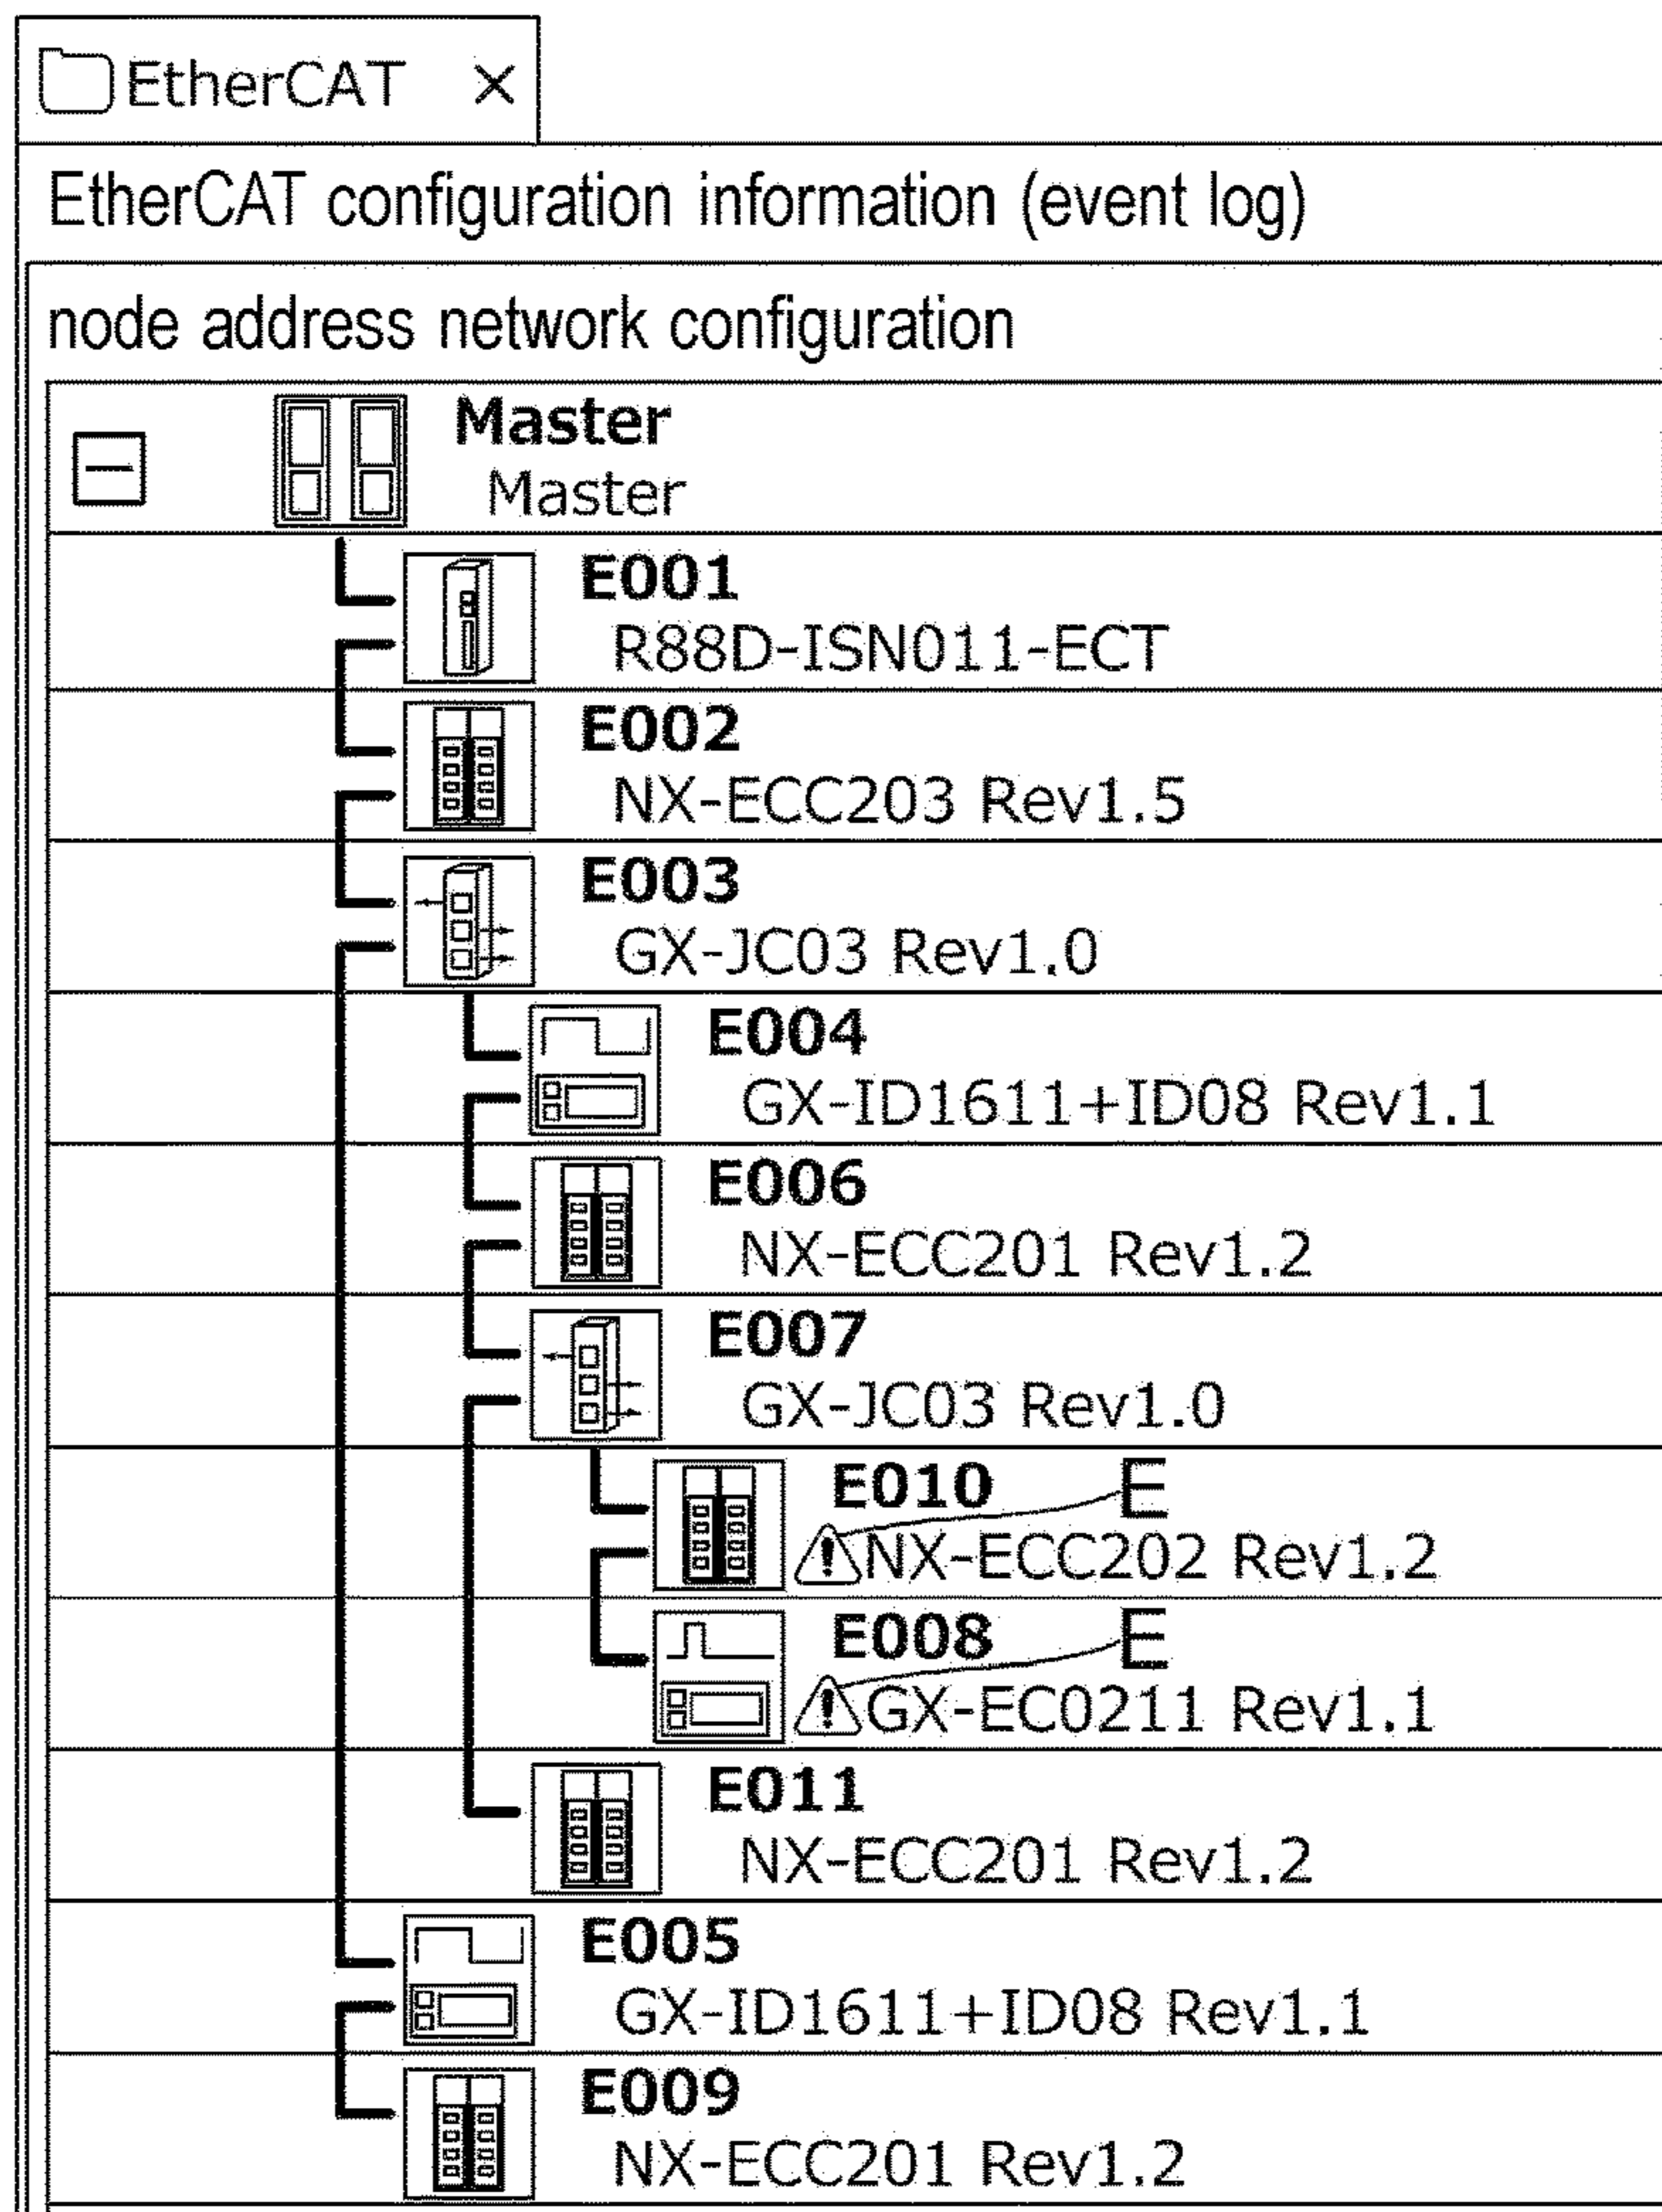 EtherCAT ×
EtherCAT configuration information (event log)
node address network configuration
Master
Master
E001
R88D-ISN011-ECT
E002
NX-ECC203 Rev1.5
E003
GX-JC03 Rev1.0
E004
GX-ID1611+ID08 Rev1.1
E006
NX-ECC201 Rev1.2
E007
GX-JC03 Rev1.0
E010 E
NX-ECC202 Rev1.2
E008 E
GX-EC0211 Rev1.1
E011
NX-ECC201 Rev1.2
E005
GX-ID1611+ID08 Rev1.1
E009
NX-ECC201 Rev1.2